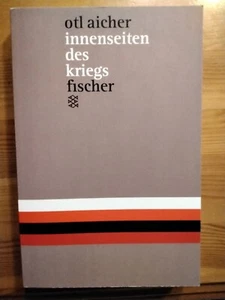 otl aicher
innenseiten
des
kriegs
fischer